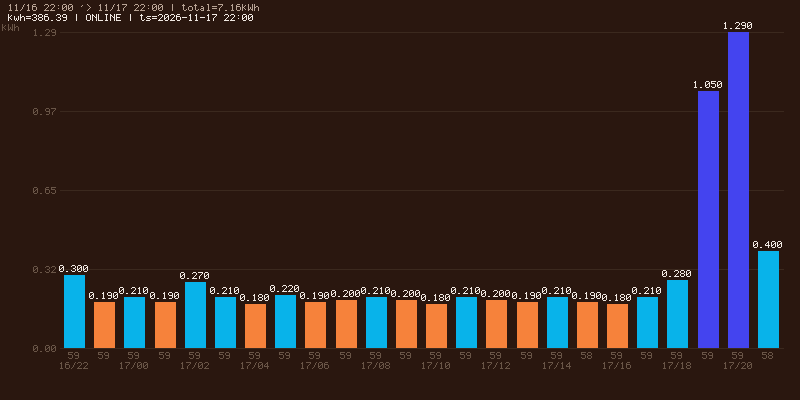 11/16 22:00 -> 11/17 22:00 | total=7.16kWh
Kwh=386.39 | ONLINE | ts=2026-11-17 22:00
kWh
1.29
0.97
0.65
0.32
0.00
0.300 0.190 0.210 0.190 0.270 0.210 0.180 0.220 0.190 0.200 0.210 0.200 0.180 0.210 0.200 0.190 0.210 0.190 0.180 0.210 0.280 1.050 1.290 0.400
59 59 59 59 59 59 59 59 59 59 59 59 59 59 59 59 59 58 59 59 59 59 59 58
16/22 17/00 17/02 17/04 17/06 17/08 17/10 17/12 17/14 17/16 17/18 17/20